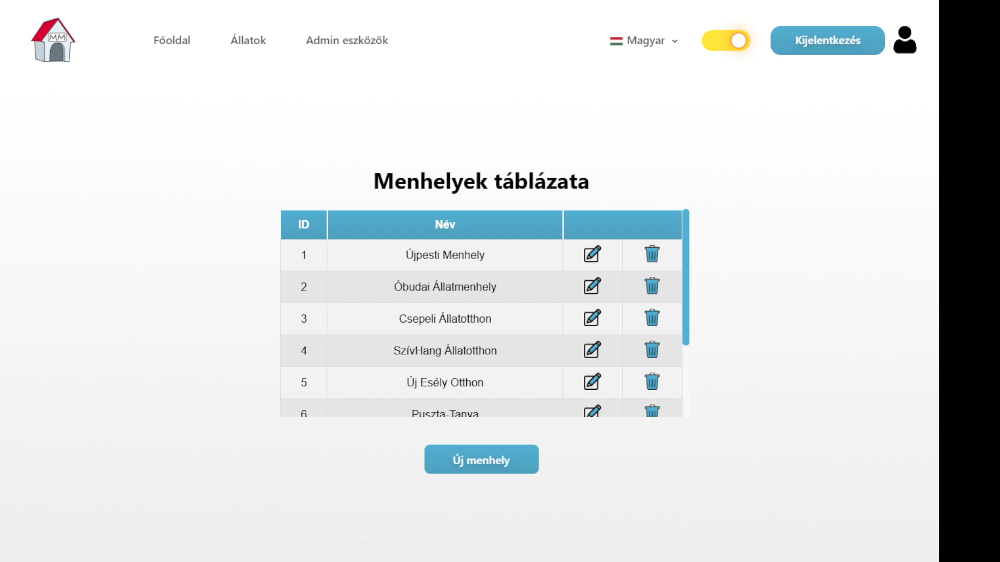 MM
Főoldal
Állatok
Admin eszközök
Magyar
Kijelentkezés
Menhelyek táblázata
ID Név
1 Újpesti Menhely
2 Óbudai Állatmenhely
3 Csepeli Állatotthon
4 SzívHang Állatotthon
5 Új Esély Otthon
6 Puszta-Tanya
Új menhely